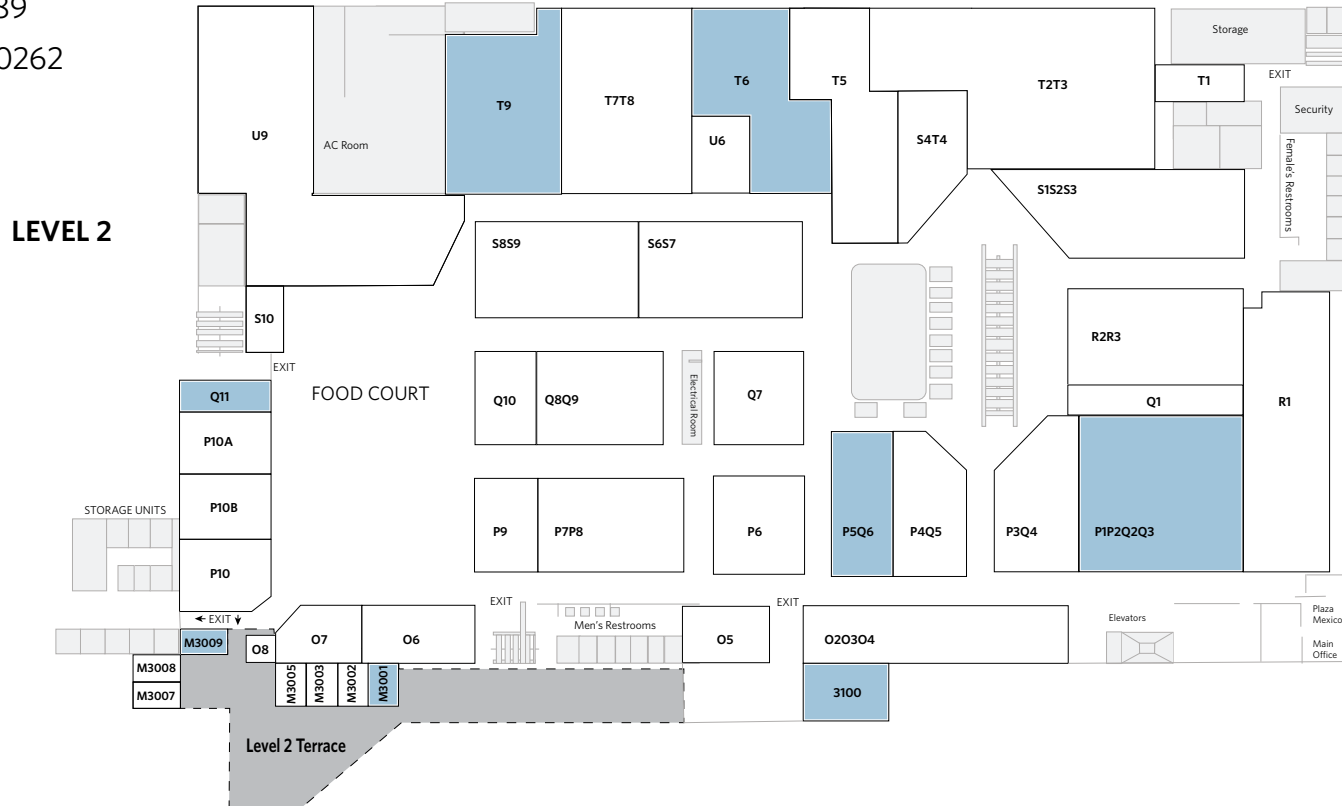 39
0262
Storage
EXIT
T1
T2T3
T5
T6
T7T8
T9
Security
U9
AC Room
U6
S4T4
Female's Restrooms
S1S2S3
LEVEL 2
S8S9
S6S7
S10
R2R3
EXIT
FOOD COURT
Q11
Q10
Q8Q9
Electrical Room
Q7
Q1
R1
P10A
P10B
STORAGE UNITS
P9
P7P8
P6
P5Q6
P4Q5
P3Q4
P1P2Q2Q3
P10
EXIT
EXIT
EXIT
Men's Restrooms
Elevators
Plaza
Mexico
Main
Office
M3009
O8
O7
O6
O5
O2O3O4
M3008
M3007
M3005
M3003
M3002
M3001
3100
Level 2 Terrace